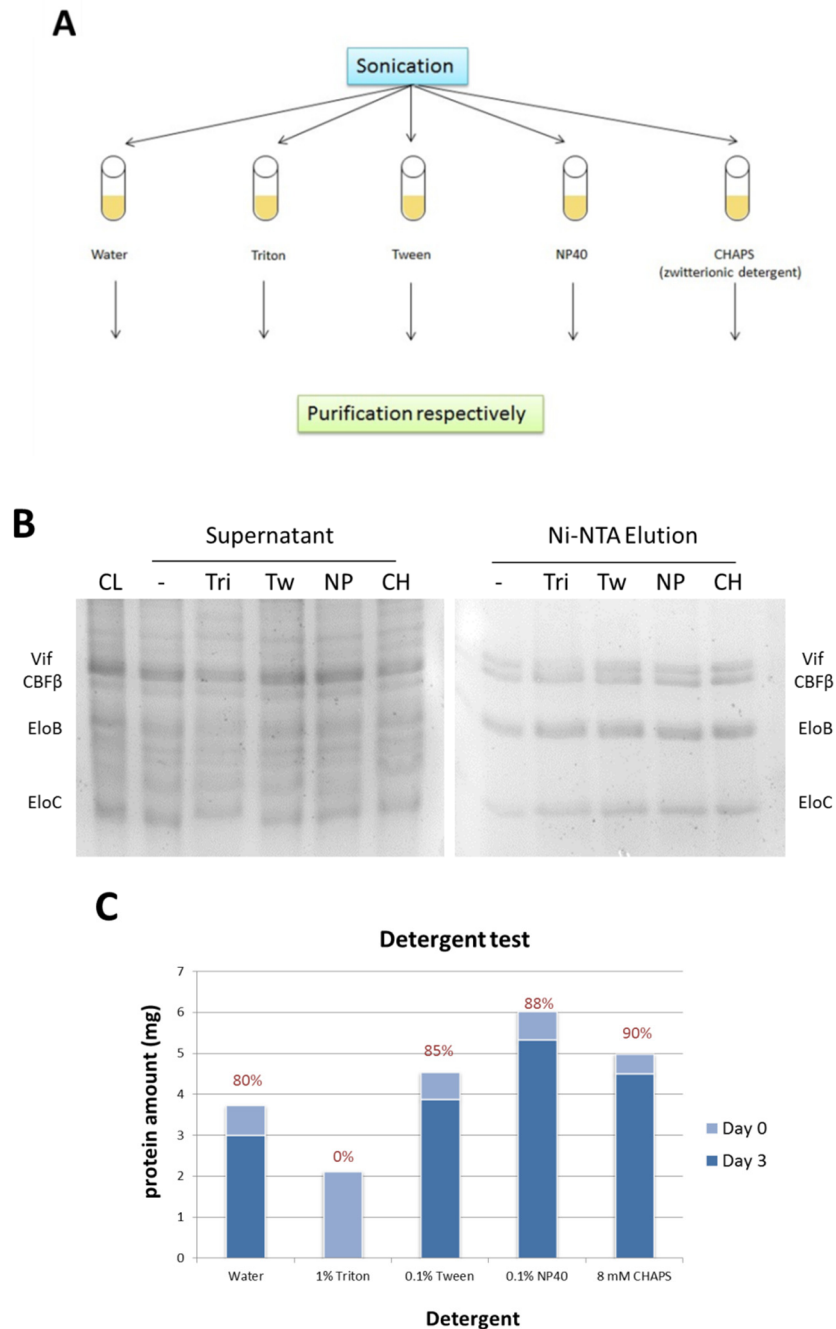 A
Sonication
Water Triton Tween NP40 CHAPS
(zwitterionic detergent)
Purification respectively
B
Supernatant Ni-NTA Elution
CL - Tri Tw NP CH - Tri Tw NP CH
Vif Vif
CBFβ CBFβ
EloB EloB
EloC EloC
C
Detergent test
7
6
5
4
3
2
1
0
protein amount (mg)
80%
0%
85%
88%
90%
Day 0
Day 3
Water 1% Triton 0.1% Tween 0.1% NP40 8 mM CHAPS
Detergent